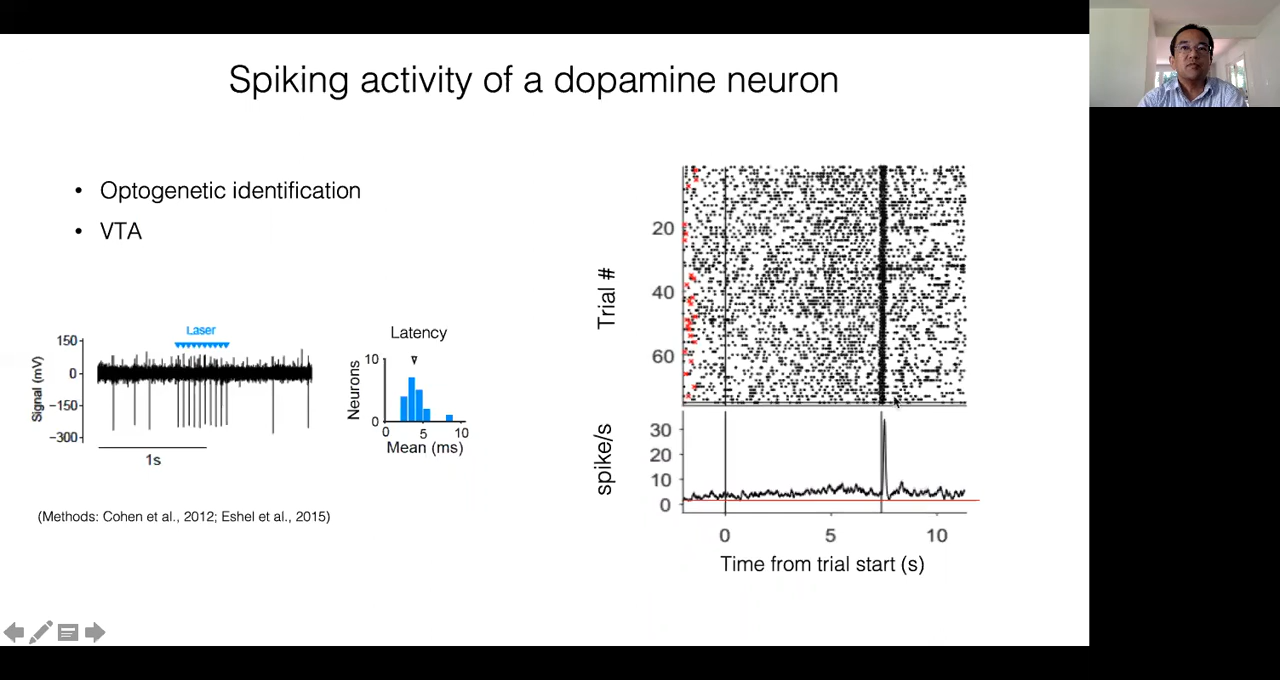 Spiking activity of a dopamine neuron
• Optogenetic identification
• VTA
Laser
150
0
−150
−300
Signal (mV)
1s
Latency
10
0
Neurons
0
5
10
Mean (ms)
(Methods: Cohen et al., 2012; Eshel et al., 2015)
Trial #
20
40
60
spike/s
30
20
10
0
0
5
10
Time from trial start (s)